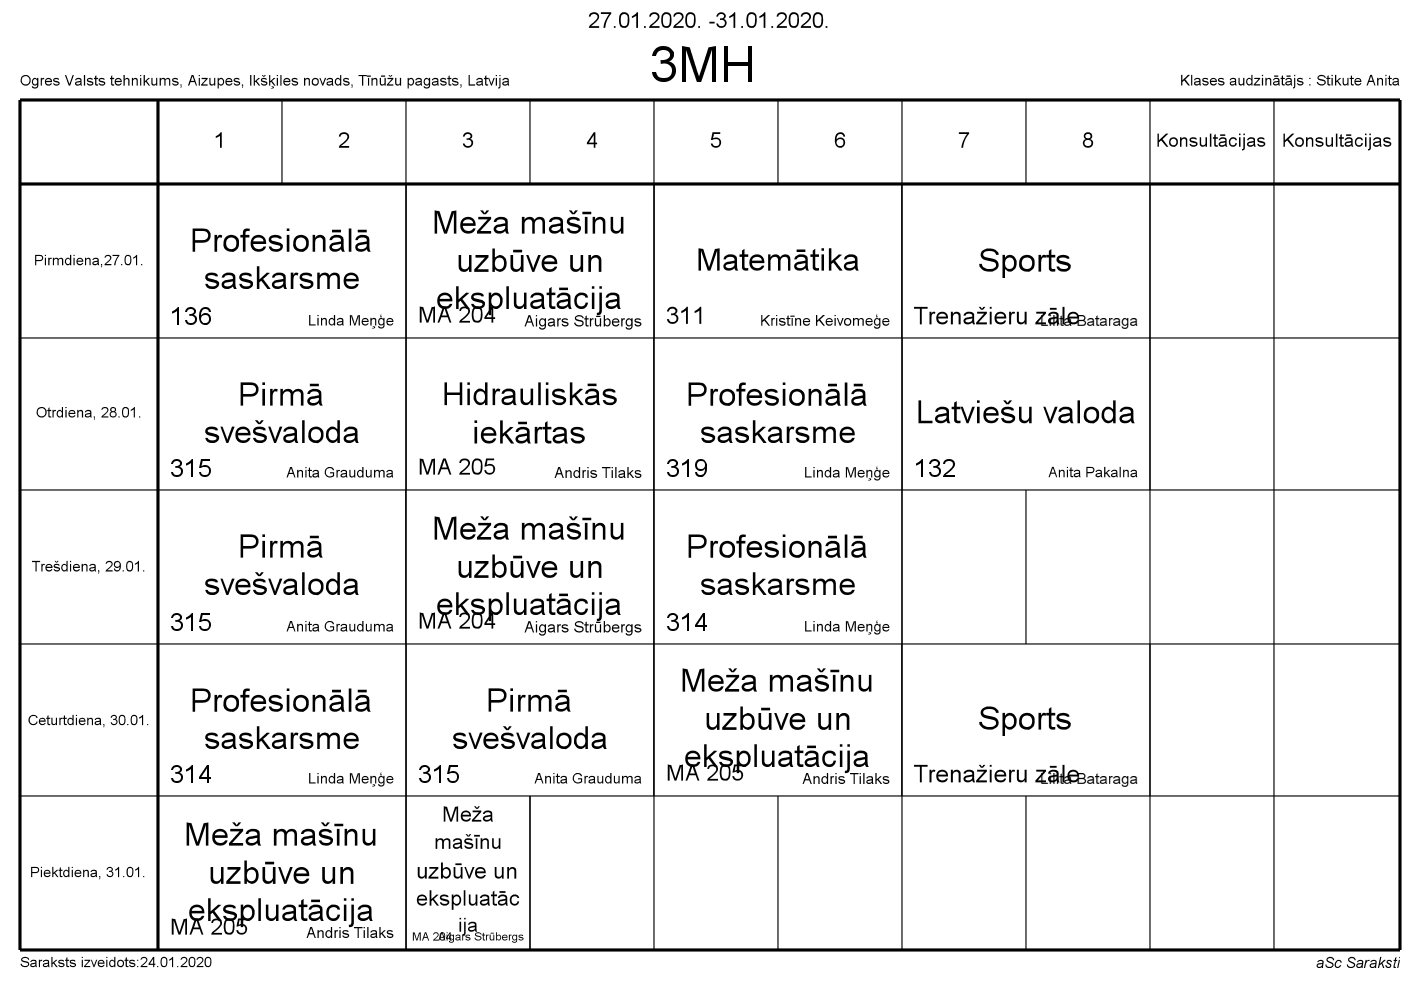 27.01.2020. -31.01.2020.
3MH
Ogres Valsts tehnikums, Aizupes, Ikšķiles novads, Tīnūžu pagasts, Latvija
Klases audzinātājs : Stikute Anita
1 2 3 4 5 6 7 8 Konsultācijas Konsultācijas
Pirmdiena,27.01.
Profesionālā
saskarsme
136 Linda Meņģe
Meža mašīnu
uzbūve un
ekspluatācija
MA 204 Aigars Strūbergs
Matemātika
311 Kristīne Keivomeģe
Sports
Trenažieru zāle Lilita Bataraga
Otrdiena, 28.01.
Pirmā
svešvaloda
315 Anita Grauduma
Hidrauliskās
iekārtas
MA 205 Andris Tilaks
Profesionālā
saskarsme
319 Linda Meņģe
Latviešu valoda
132 Anita Pakalna
Trešdiena, 29.01.
Pirmā
svešvaloda
315 Anita Grauduma
Meža mašīnu
uzbūve un
ekspluatācija
MA 204 Aigars Strūbergs
Profesionālā
saskarsme
314 Linda Meņģe
Ceturtdiena, 30.01.
Profesionālā
saskarsme
314 Linda Meņģe
Pirmā
svešvaloda
315 Anita Grauduma
Meža mašīnu
uzbūve un
ekspluatācija
MA 205 Andris Tilaks
Sports
Trenažieru zāle Lilita Bataraga
Piektdiena, 31.01.
Meža mašīnu
uzbūve un
ekspluatācija
MA 205 Andris Tilaks
Meža
mašīnu
uzbūve un
ekspluatāc
ija
MA 204 Aigars Strūbergs
Saraksts izveidots:24.01.2020
aSc Saraksti